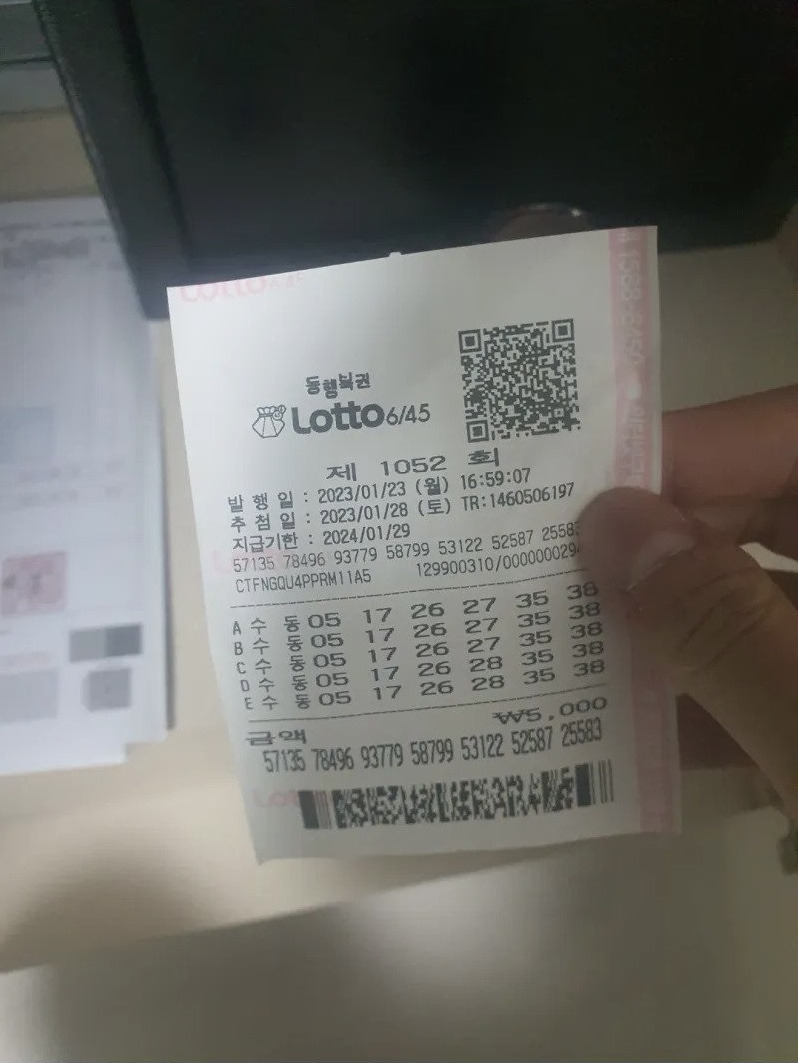 동행복권
Lotto 6/45
제 1052 회
발 행 일 : 2023/01/23 (월) 16:59:07
추 첨 일 : 2023/01/28 (토) TR:1460506197
지급기한 : 2024/01/29
57135 78496 93779 58799 53122 52587 2558
CTFNGQU4PPRM11A5 129900310/000000029
A 수 동 05 17 26 27 35 38
B 수 동 05 17 26 27 35 38
C 수 동 05 17 26 27 35 38
D 수 동 05 17 26 28 35 38
E 수 동 05 17 26 28 35 38
금액 ₩5,000
57135 78496 93779 58799 53122 52587 25583